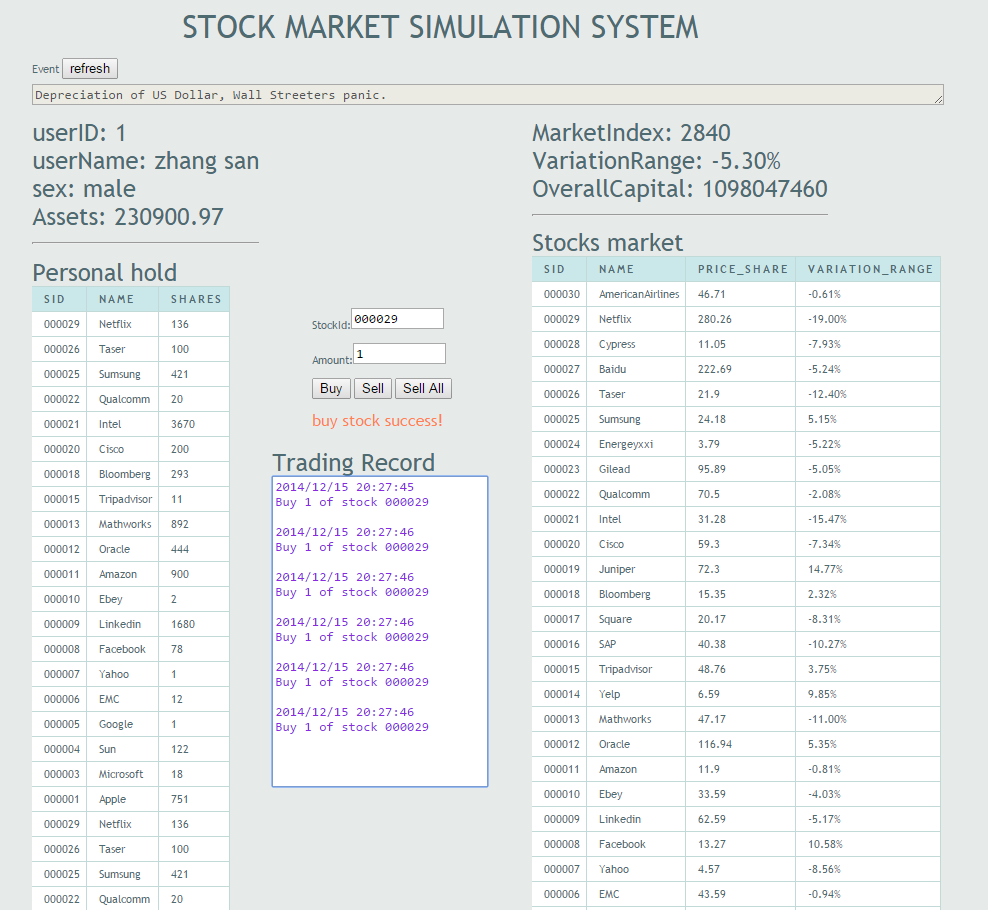 STOCK MARKET SIMULATION SYSTEM
Event refresh
Depreciation of US Dollar, Wall Streeters panic.
userID: 1
userName: zhang san
sex: male
Assets: 230900.97
Personal hold
SID NAME SHARES
000029 Netflix 136
000026 Taser 100
000025 Sumsung 421
000022 Qualcomm 20
000021 Intel 3670
000020 Cisco 200
000018 Bloomberg 293
000015 Tripadvisor 11
000013 Mathworks 892
000012 Oracle 444
000011 Amazon 900
000010 Ebey 2
000009 Linkedin 1680
000008 Facebook 78
000007 Yahoo 1
000006 EMC 12
000005 Google 1
000004 Sun 122
000003 Microsoft 18
000001 Apple 751
000029 Netflix 136
000026 Taser 100
000025 Sumsung 421
000022 Qualcomm 20
StockId: 000029
Amount: 1
Buy Sell Sell All
buy stock success!
Trading Record
2014/12/15 20:27:45
Buy 1 of stock 000029
2014/12/15 20:27:46
Buy 1 of stock 000029
2014/12/15 20:27:46
Buy 1 of stock 000029
2014/12/15 20:27:46
Buy 1 of stock 000029
2014/12/15 20:27:46
Buy 1 of stock 000029
2014/12/15 20:27:46
Buy 1 of stock 000029
MarketIndex: 2840
VariationRange: -5.30%
OverallCapital: 1098047460
Stocks market
SID NAME PRICE_SHARE VARIATION_RANGE
000030 AmericanAirlines 46.71 -0.61%
000029 Netflix 280.26 -19.00%
000028 Cypress 11.05 -7.93%
000027 Baidu 222.69 -5.24%
000026 Taser 21.9 -12.40%
000025 Sumsung 24.18 5.15%
000024 Energeyxxi 3.79 -5.22%
000023 Gilead 95.89 -5.05%
000022 Qualcomm 70.5 -2.08%
000021 Intel 31.28 -15.47%
000020 Cisco 59.3 -7.34%
000019 Juniper 72.3 14.77%
000018 Bloomberg 15.35 2.32%
000017 Square 20.17 -8.31%
000016 SAP 40.38 -10.27%
000015 Tripadvisor 48.76 3.75%
000014 Yelp 6.59 9.85%
000013 Mathworks 47.17 -11.00%
000012 Oracle 116.94 5.35%
000011 Amazon 11.9 -0.81%
000010 Ebey 33.59 -4.03%
000009 Linkedin 62.59 -5.17%
000008 Facebook 13.27 10.58%
000007 Yahoo 4.57 -8.56%
000006 EMC 43.59 -0.94%